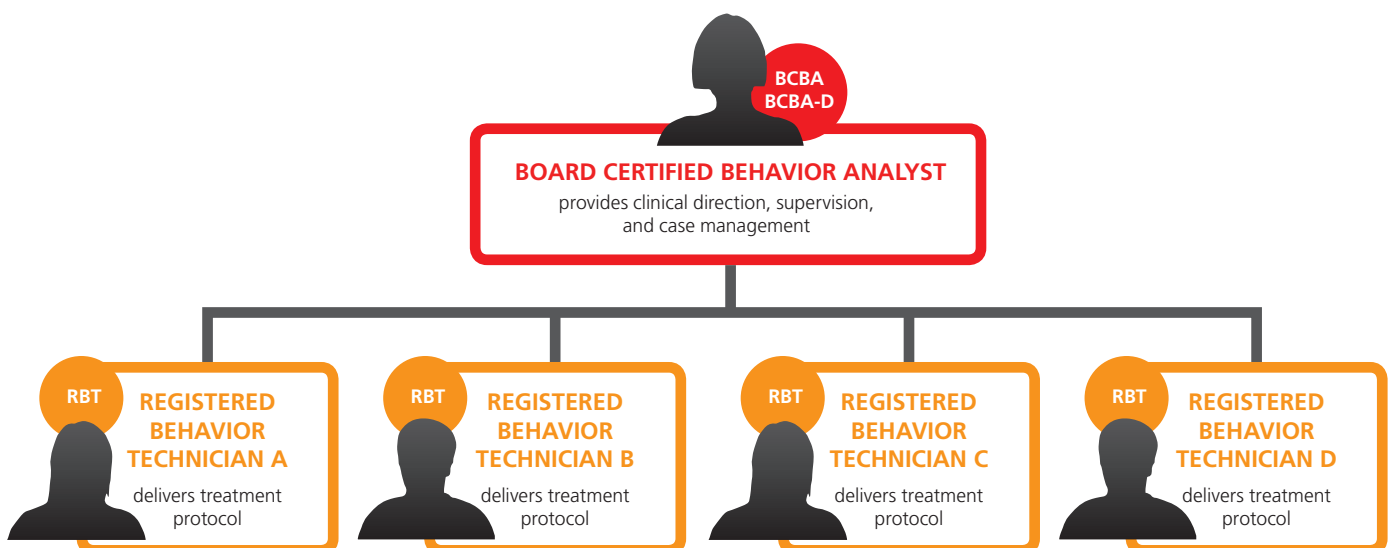 BCBA
BCBA-D
BOARD CERTIFIED BEHAVIOR ANALYST
provides clinical direction, supervision,
and case management
RBT
REGISTERED
BEHAVIOR
TECHNICIAN A
delivers treatment
protocol
RBT
REGISTERED
BEHAVIOR
TECHNICIAN B
delivers treatment
protocol
RBT
REGISTERED
BEHAVIOR
TECHNICIAN C
delivers treatment
protocol
RBT
REGISTERED
BEHAVIOR
TECHNICIAN D
delivers treatment
protocol